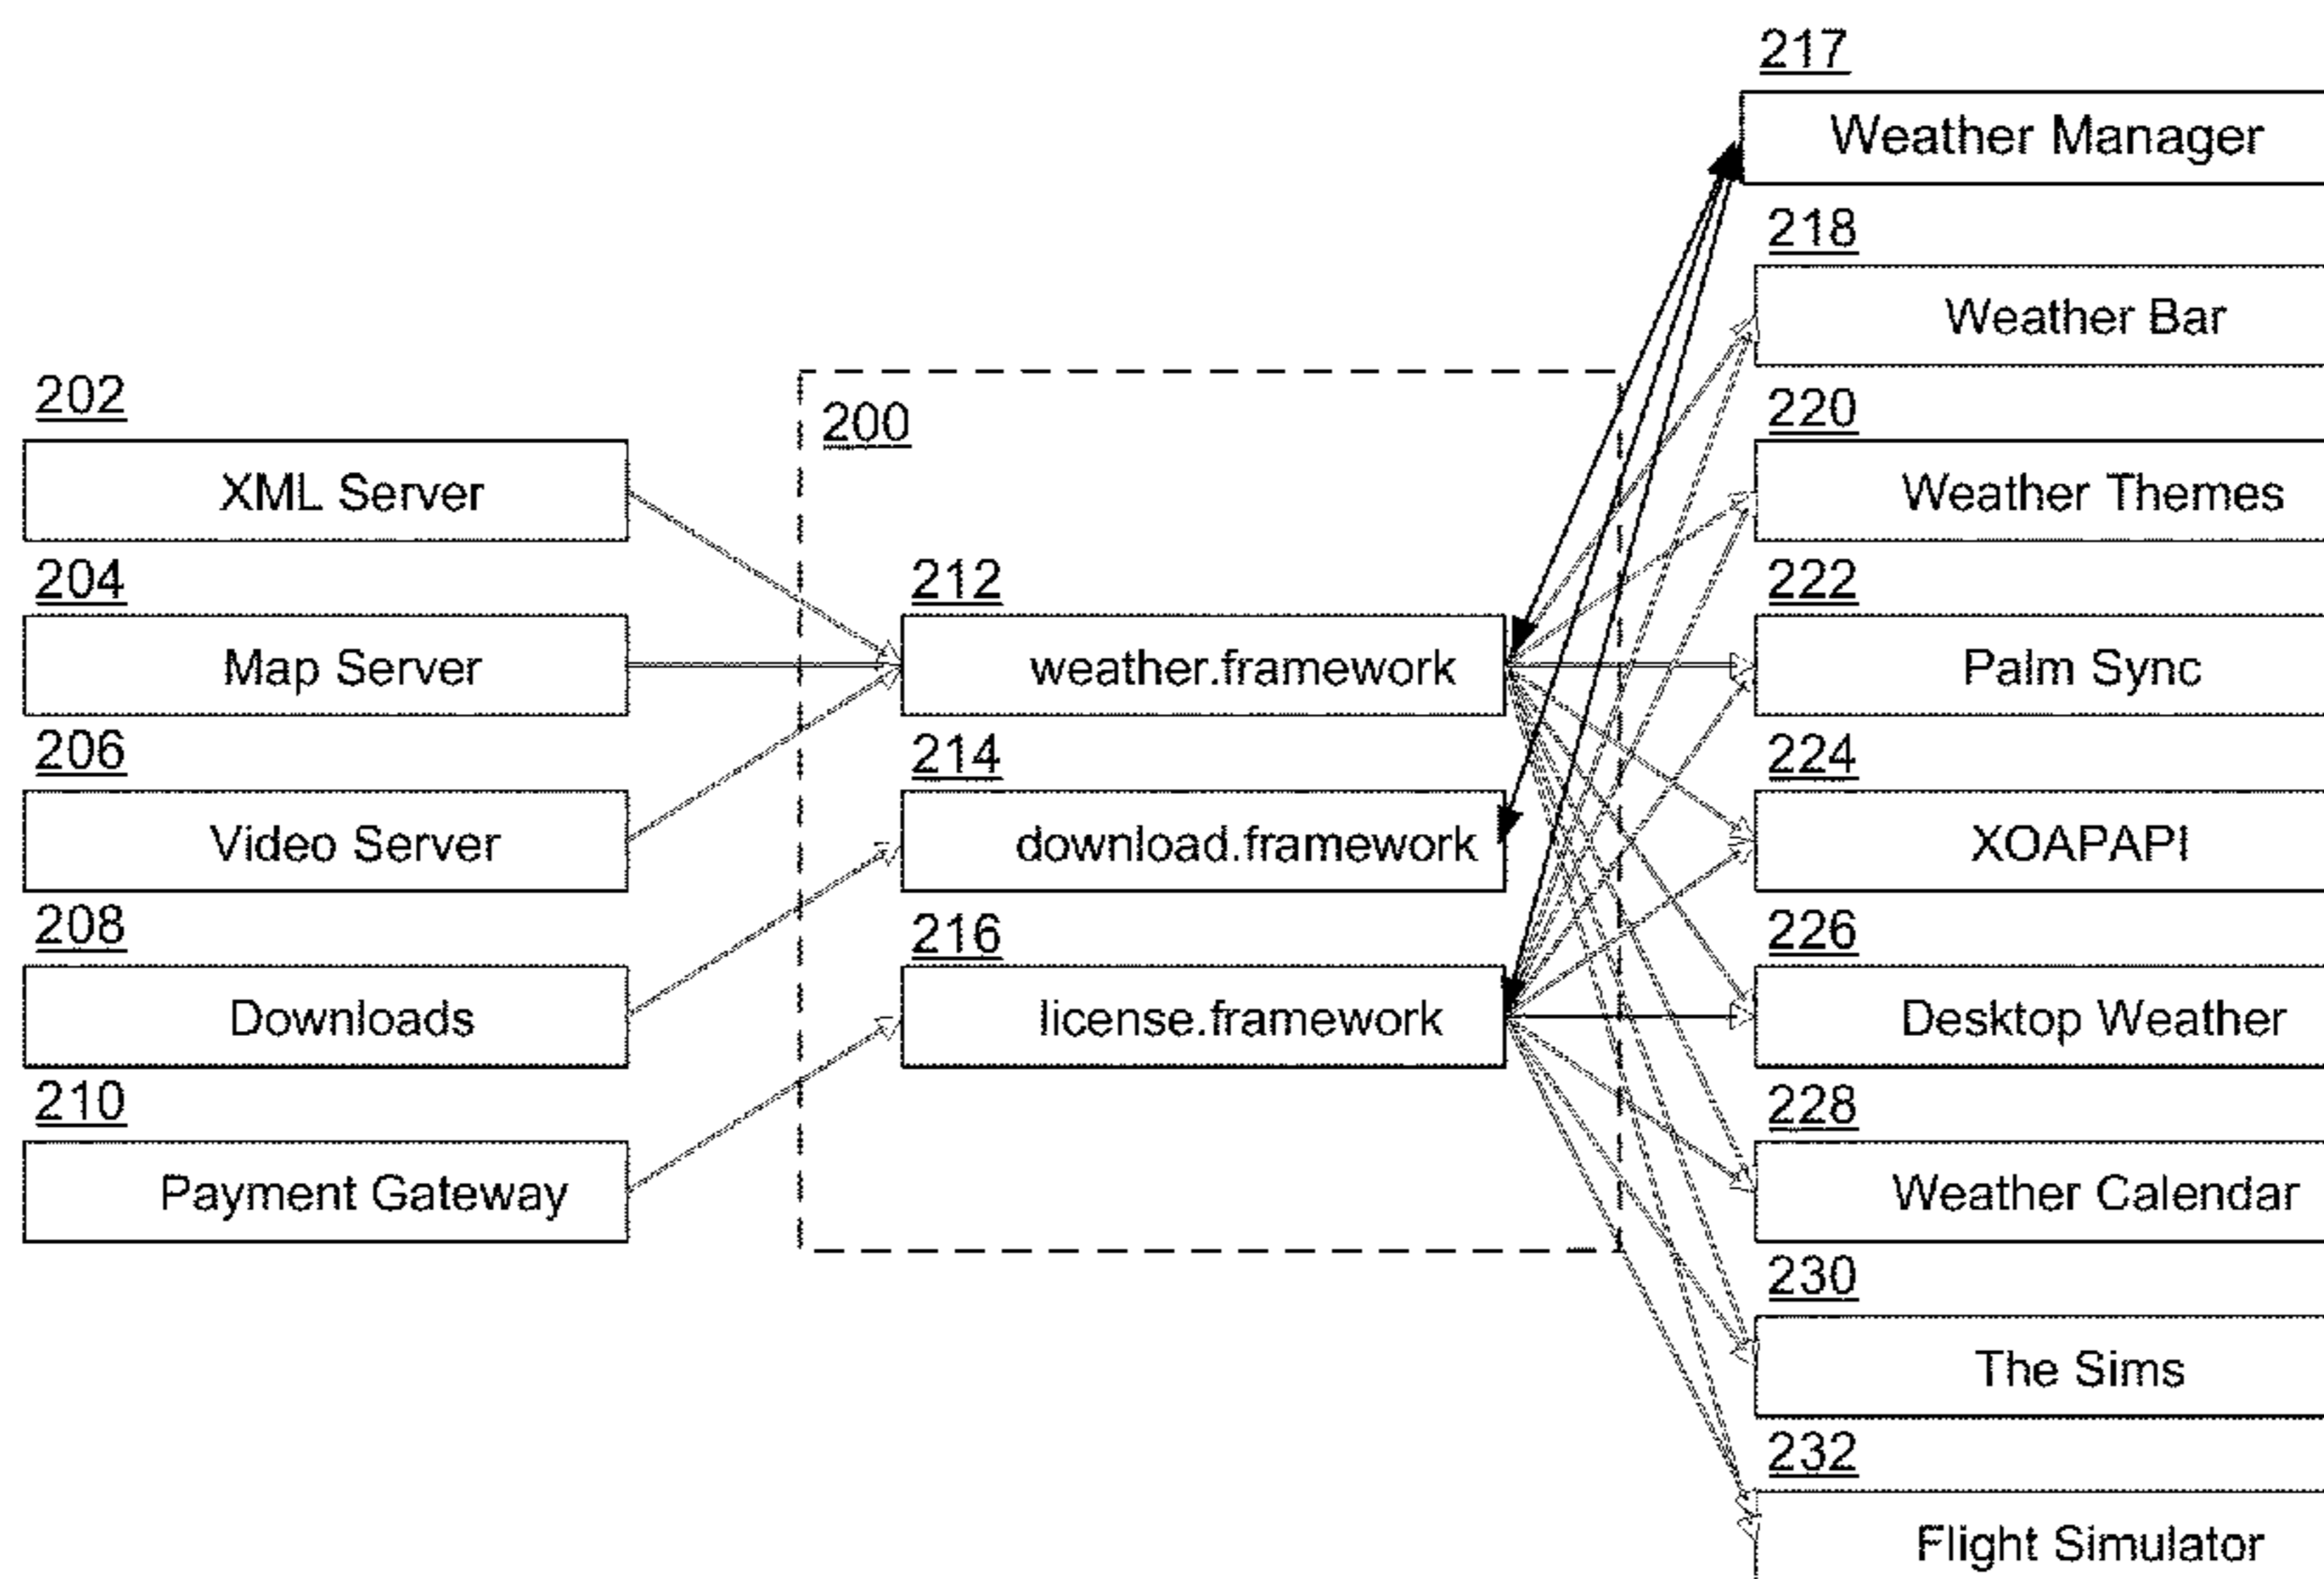 217
Weather Manager
218
Weather Bar
202
XML Server
200
220
Weather Themes
204
Map Server
212
weather.framework
222
Palm Sync
206
Video Server
214
download.framework
224
XOAPAPI
208
Downloads
216
license.framework
226
Desktop Weather
210
Payment Gateway
228
Weather Calendar
230
The Sims
232
Flight Simulator